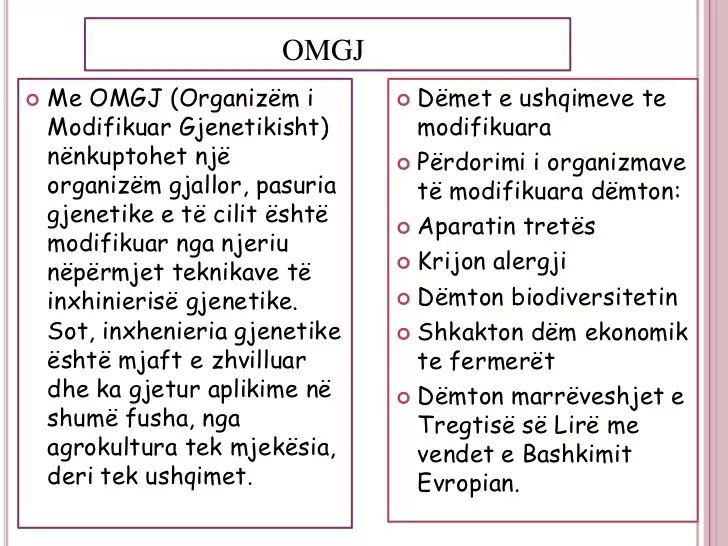 OMGJ
Me OMGJ (Organizëm i
Modifikuar Gjenetikisht)
nënkuptohet një
organizëm gjallor, pasuria
gjenetike e të cilit është
modifikuar nga njeriu
nëpërmjet teknikave të
inxhinierisë gjenetike.
Sot, inxhenieria gjenetike
është mjaft e zhvilluar
dhe ka gjetur aplikime në
shumë fusha, nga
agrokultura tek mjekësia,
deri tek ushqimet.
Dëmet e ushqimeve te
modifikuara
Përdorimi i organizmave
të modifikuara dëmton:
Aparatin tretës
Krijon alergji
Dëmton biodiversitetin
Shkakton dëm ekonomik
te fermerët
Dëmton marrëveshjet e
Tregtisë së Lirë me
vendet e Bashkimit
Evropian.